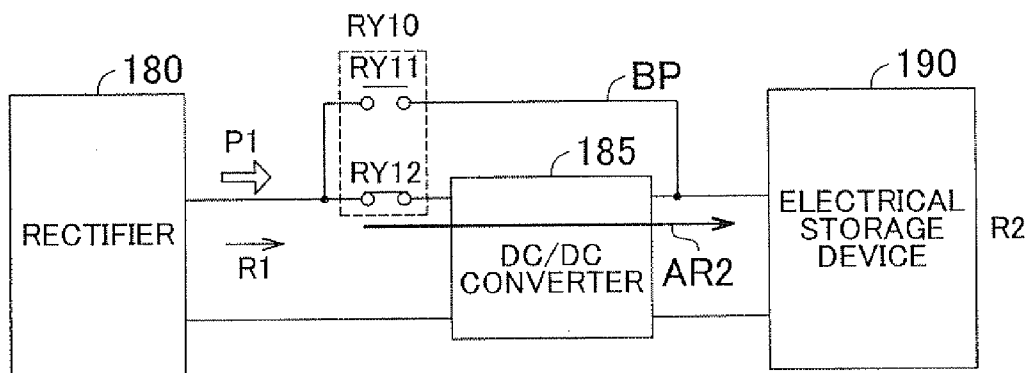 RY10
180
RY11
BP
190
P1
185
RY12
RECTIFIER
R1
DC/DC
CONVERTER
AR2
ELECTRICAL
STORAGE
DEVICE
R2